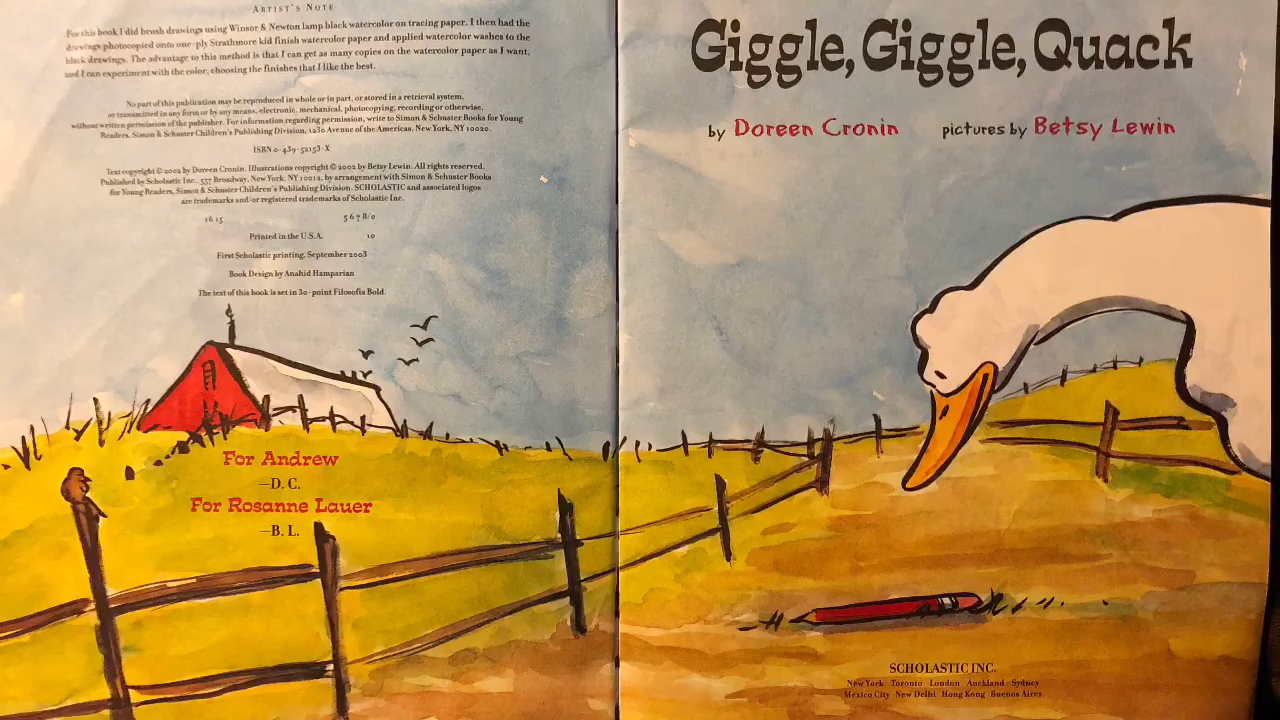 ARTIST'S NOTE
For this book I did brush drawings using Winsor & Newton lamp black watercolor on tracing paper. I then had the
drawings photocopied onto one-ply Strathmore kid finish watercolor paper and applied watercolor washes to the
black drawings. The advantage to this method is that I can get as many copies on the watercolor paper as I want,
and I can experiment with the color, choosing the finishes that I like the best.
No part of this publication may be reproduced in whole or in part, or stored in a retrieval system,
or transmitted in any form or by any means, electronic, mechanical, photocopying, recording or otherwise,
without written permission of the publisher. For information regarding permission, write to Simon & Schuster Books for Young
Readers, Simon & Schuster Children's Publishing Division, 1230 Avenue of the Americas, New York, NY 10020.
ISBN 0-439-52153-X
Text copyright © 2002 by Doreen Cronin. Illustrations copyright © 2002 by Betsy Lewin. All rights reserved.
Published by Scholastic Inc., 557 Broadway, New York, NY 10012, by arrangement with Simon & Schuster Books
for Young Readers, Simon & Schuster Children's Publishing Division. SCHOLASTIC and associated logos
are trademarks and/or registered trademarks of Scholastic Inc.
16 15 5 6 7 8/0
Printed in the U.S.A. 10
First Scholastic printing, September 2003
Book Design by Anahid Hamparian
The text of this book is set in 30-point Filosofia Bold.
For Andrew
—D. C.
For Rosanne Lauer
—B. L.
Giggle, Giggle, Quack
by Doreen Cronin pictures by Betsy Lewin
SCHOLASTIC INC.
New York Toronto London Auckland Sydney
Mexico City New Delhi Hong Kong Buenos Aires